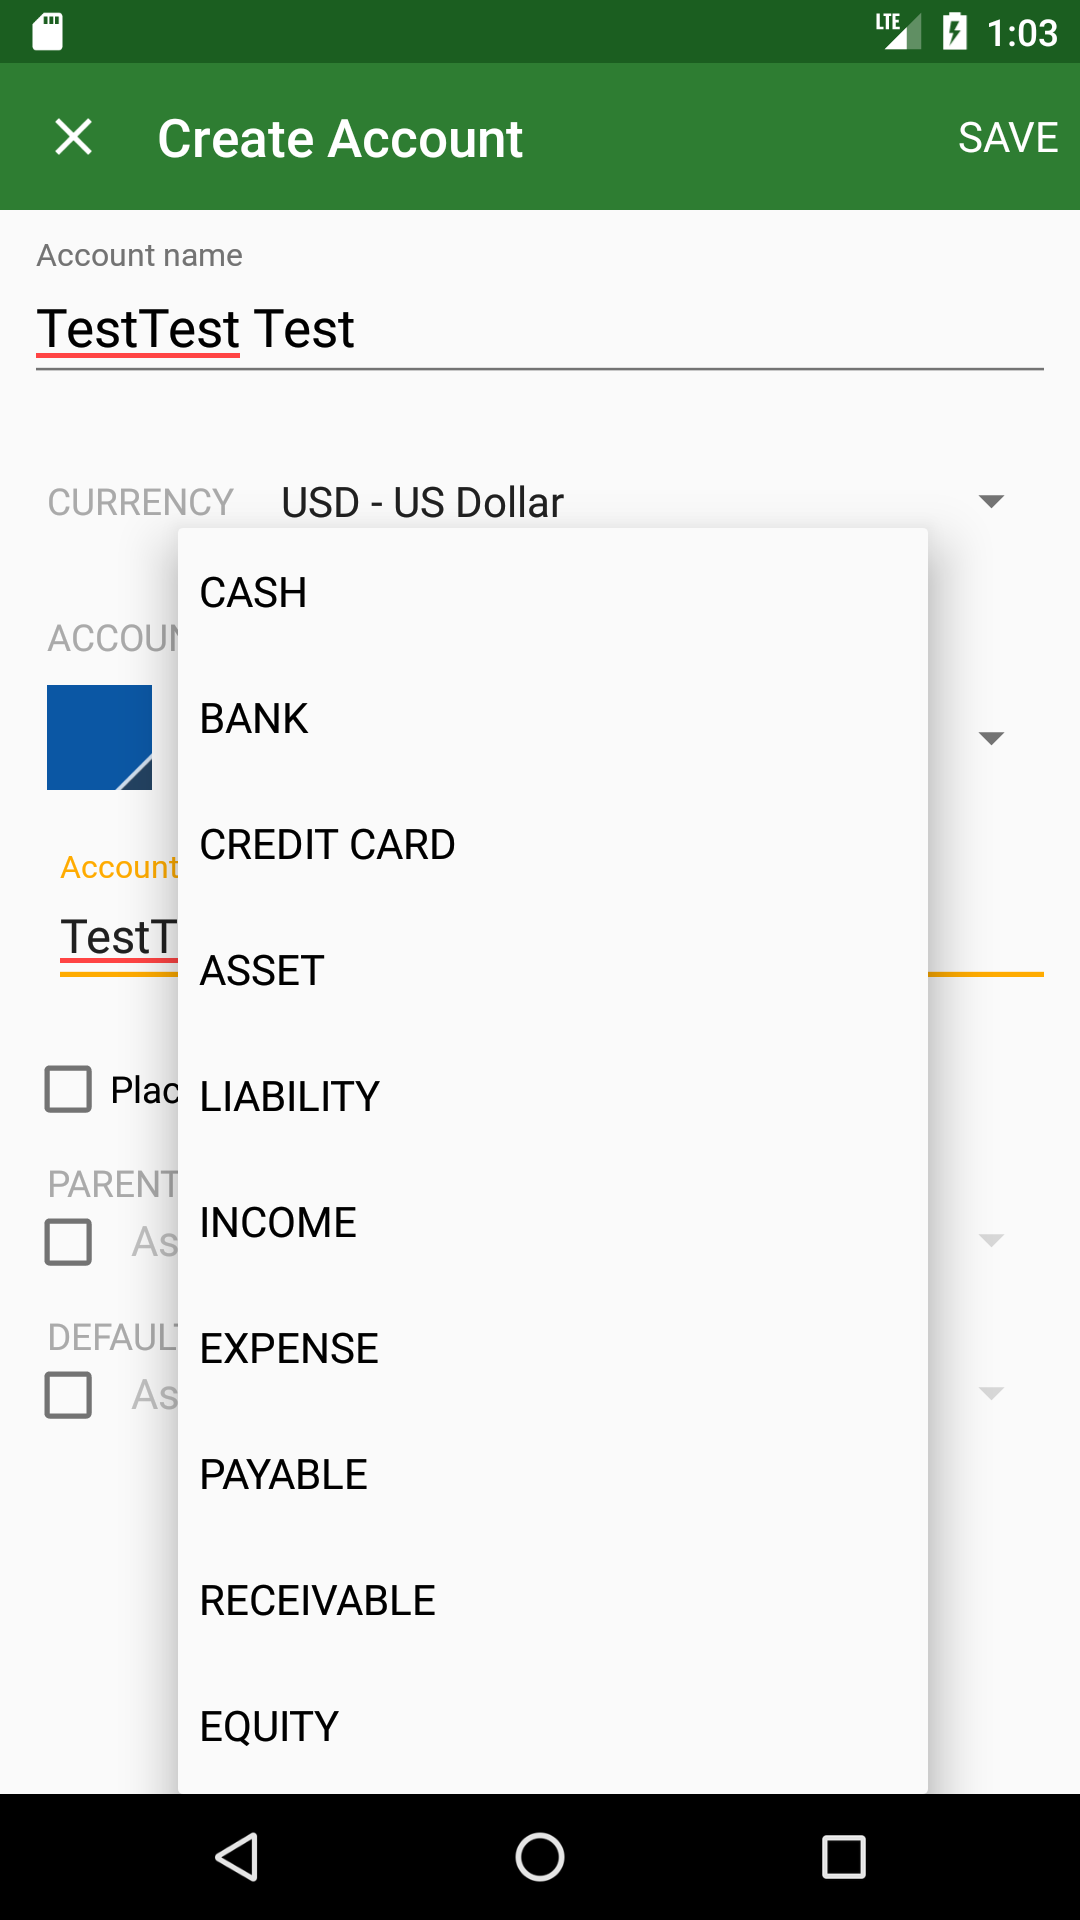 LTE 1:03
Create Account SAVE
Account name
TestTest Test
CURRENCY USD - US Dollar
CASH
ACCOUN
BANK
CREDIT CARD
Account
TestT
ASSET
Plac LIABILITY
PARENT
INCOME
As
DEFAULT
EXPENSE
As
PAYABLE
RECEIVABLE
EQUITY